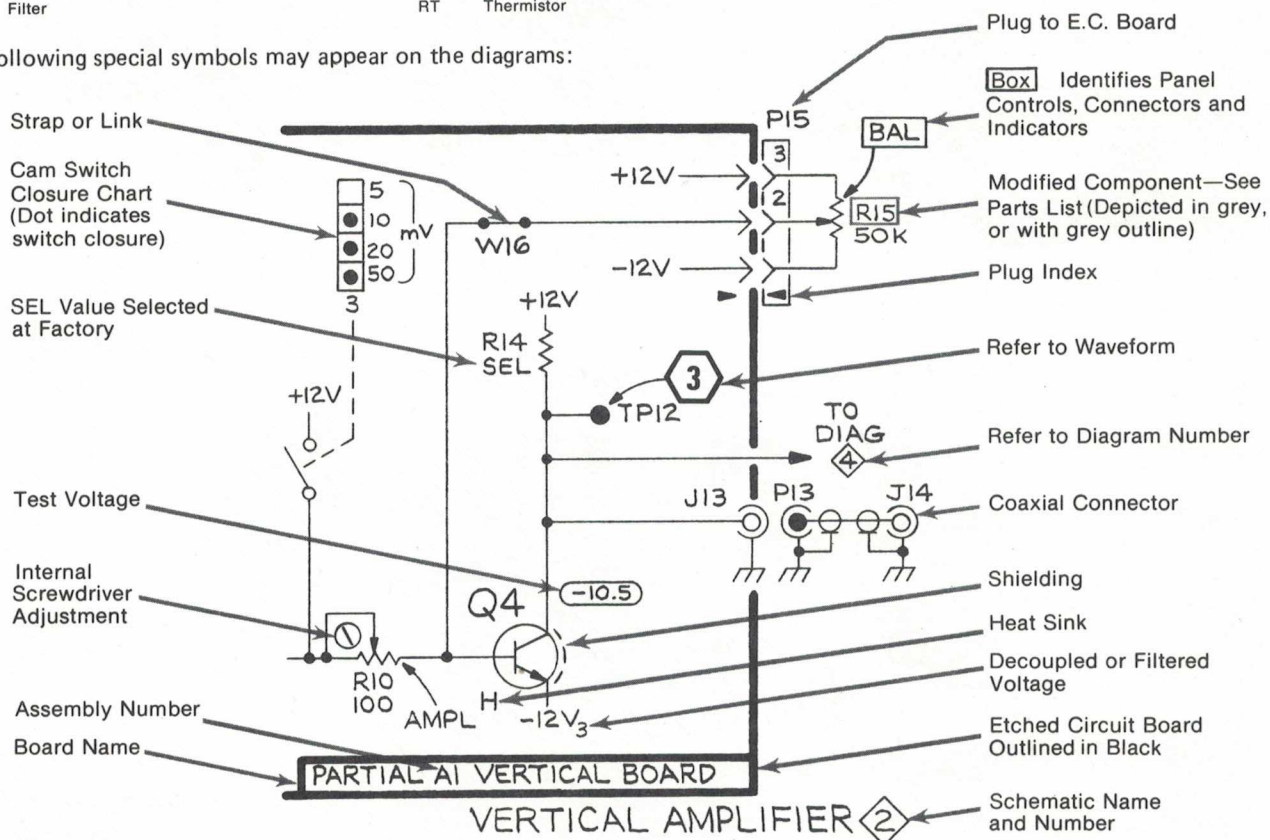 Filter
RT Thermistor
ollowing special symbols may appear on the diagrams:
Plug to E.C. Board
Box Identifies Panel
Controls, Connectors and
Indicators
Strap or Link
P15
BAL
Cam Switch
Closure Chart
(Dot indicates
switch closure)
5
10
20
50
mV
3
+12V
3
2
W16
-12V
R15
50K
Modified Component—See
Parts List (Depicted in grey,
or with grey outline)
Plug Index
SEL Value Selected
at Factory
+12V
R14
SEL
3
TP12
Refer to Waveform
+12V
TO
DIAG
4
Refer to Diagram Number
Test Voltage
J13
P13
J14
Coaxial Connector
Internal
Screwdriver
Adjustment
Q4
-10.5
Shielding
Heat Sink
R10
100
AMPL
H
-12V3
Decoupled or Filtered
Voltage
Assembly Number
Board Name
Etched Circuit Board
Outlined in Black
PARTIAL A1 VERTICAL BOARD
VERTICAL AMPLIFIER 2
Schematic Name
and Number